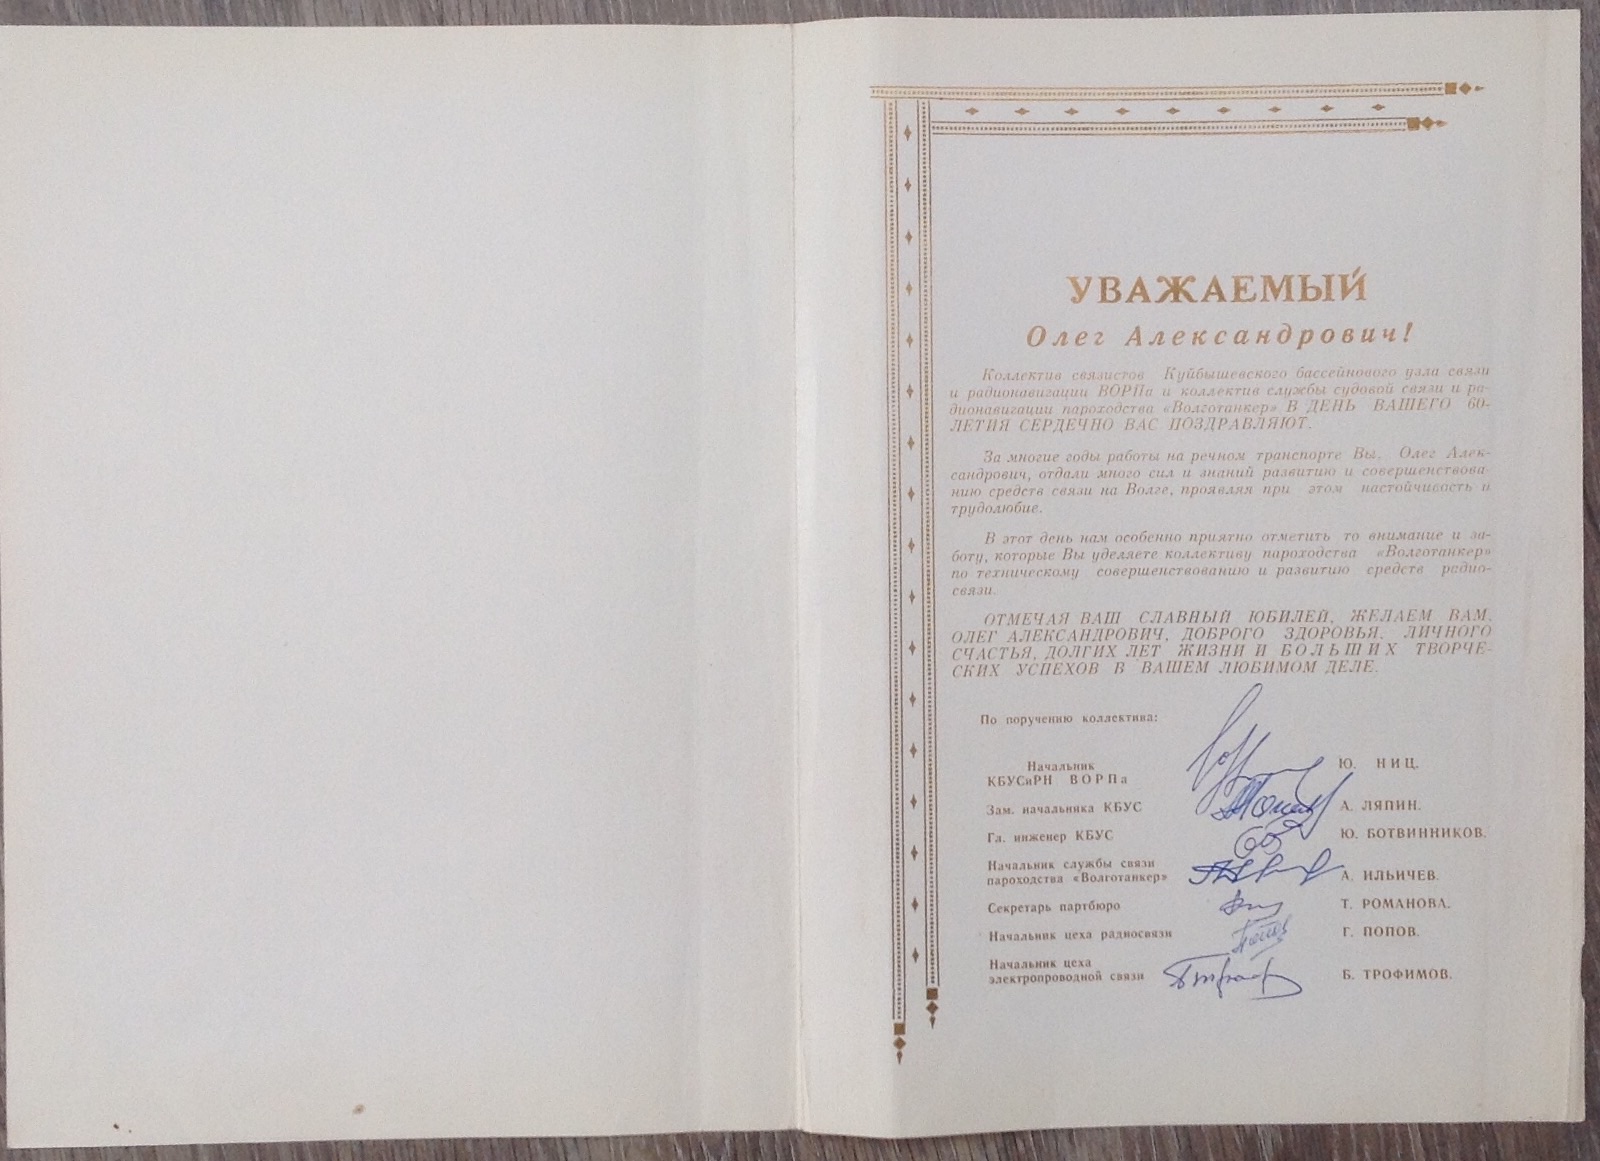 УВАЖАЕМЫЙ
Олег Александрович!
Коллектив связистов Куйбышевского бассейнового узла связи
и радионавигации ВОРПа и коллектив службы судовой связи и ра-
дионавигации пароходства «Волготанкер» В ДЕНЬ ВАШЕГО 60-
ЛЕТИЯ СЕРДЕЧНО ВАС ПОЗДРАВЛЯЮТ.
За многие годы работы на речном транспорте Вы, Олег Алек-
сандрович, отдали много сил и знаний развитию и совершенствова-
нию средств связи на Волге, проявляя при этом настойчивость и
трудолюбие.
В этот день нам особенно приятно отметить то внимание и за-
боту, которые Вы уделяете коллективу пароходства «Волготанкер»
по техническому совершенствованию и развитию средств радио-
связи.
ОТМЕЧАЯ ВАШ СЛАВНЫЙ ЮБИЛЕЙ, ЖЕЛАЕМ ВАМ,
ОЛЕГ АЛЕКСАНДРОВИЧ, ДОБРОГО ЗДОРОВЬЯ, ЛИЧНОГО
СЧАСТЬЯ, ДОЛГИХ ЛЕТ ЖИЗНИ И БОЛЬШИХ ТВОРЧЕ-
СКИХ УСПЕХОВ В ВАШЕМ ЛЮБИМОМ ДЕЛЕ.
По поручению коллектива:
Начальник
КБУСиРН ВОРПа Ю. НИЦ.
Зам. начальника КБУС А. ЛЯПИН.
Гл. инженер КБУС Ю. БОТВИННИКОВ.
Начальник службы связи
пароходства «Волготанкер» А. ИЛЬИЧЕВ.
Секретарь партбюро Т. РОМАНОВА.
Начальник цеха радиосвязи Г. ПОПОВ.
Начальник цеха
электропроводной связи Б. ТРОФИМОВ.